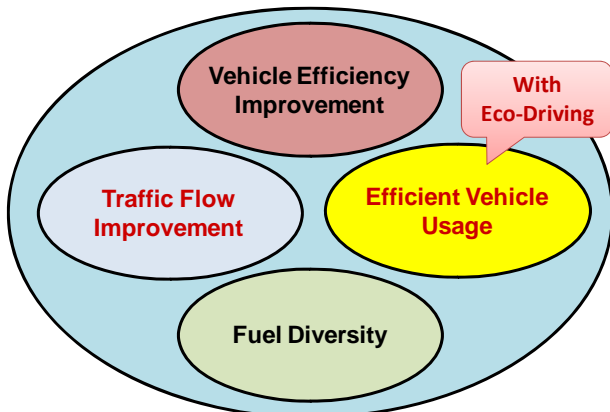 Vehicle Efficiency
Improvement
With
Eco-Driving
Traffic Flow
Improvement
Efficient Vehicle
Usage
Fuel Diversity